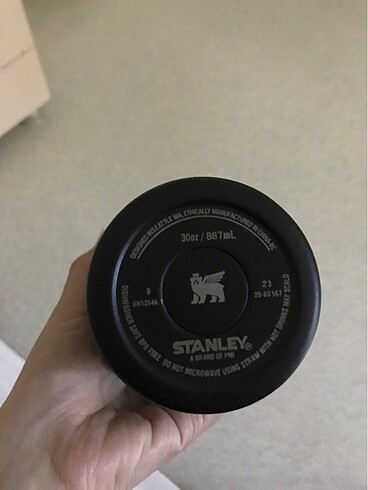 DESIGNED IN SEATTLE WA, ETHICALLY MANUFACTURED IN CHINA,
30oz / 887mL
EN12546-
23
STANLEY®
A BRAND OF PMI
DISHWASHER SAFE BPA FREE DO NOT MICROWAVE USING STRAW WITH HOT DRINKS MAY SCALD